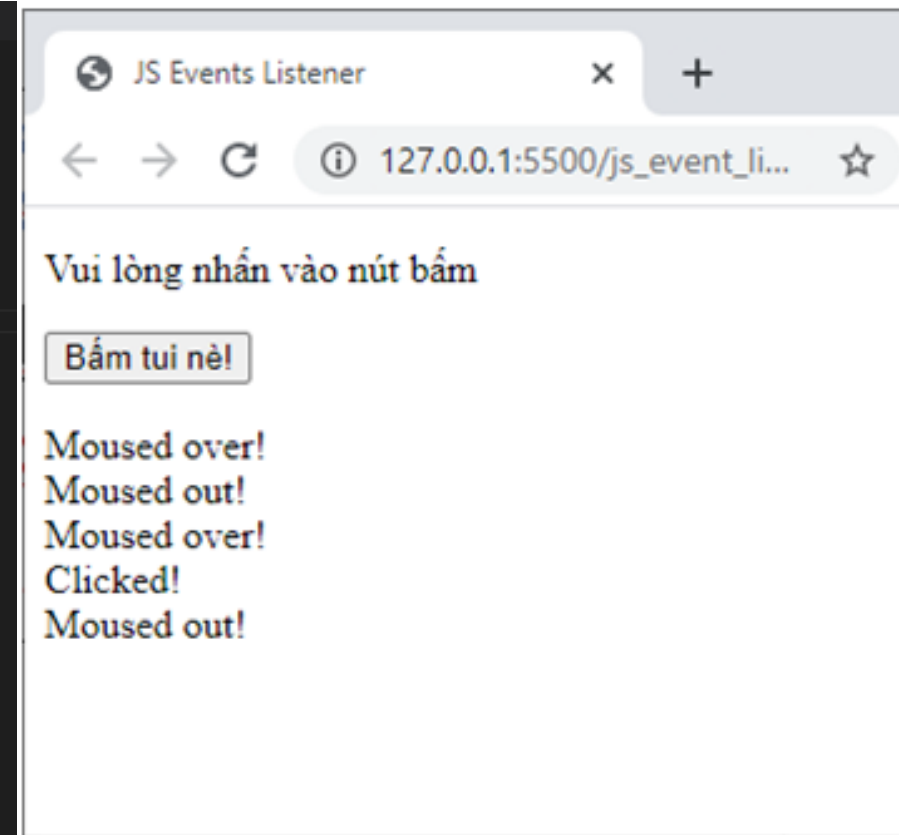 JS Events Listener
127.0.0.1:5500/js_event_li...
Vui lòng nhấn vào nút bấm
Bấm tui nè!
Moused over!
Moused out!
Moused over!
Clicked!
Moused out!